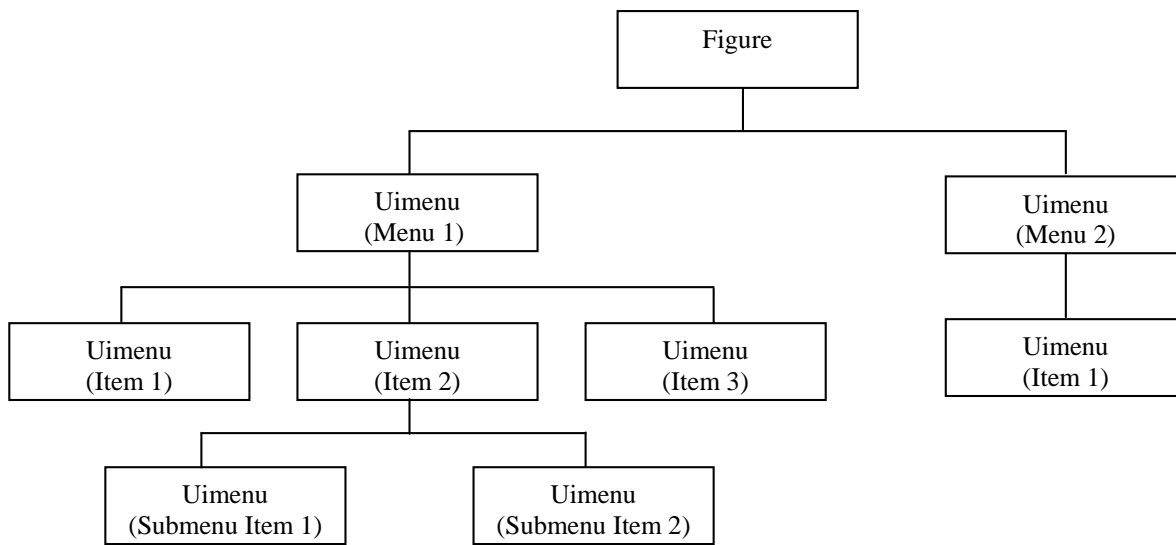 Figure
Uimenu
(Menu 1)
Uimenu
(Menu 2)
Uimenu
(Item 1)
Uimenu
(Item 2)
Uimenu
(Item 3)
Uimenu
(Item 1)
Uimenu
(Submenu Item 1)
Uimenu
(Submenu Item 2)